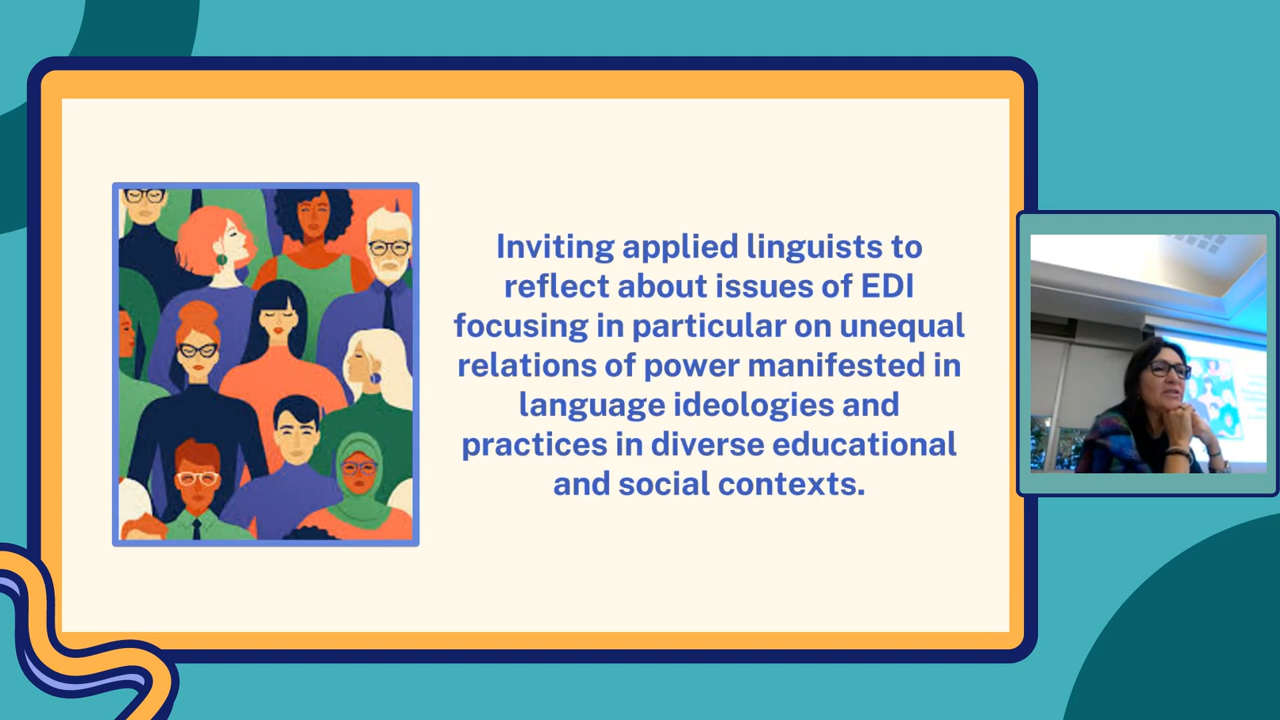 Inviting applied linguists to
reflect about issues of EDI
focusing in particular on unequal
relations of power manifested in
language ideologies and
practices in diverse educational
and social contexts.